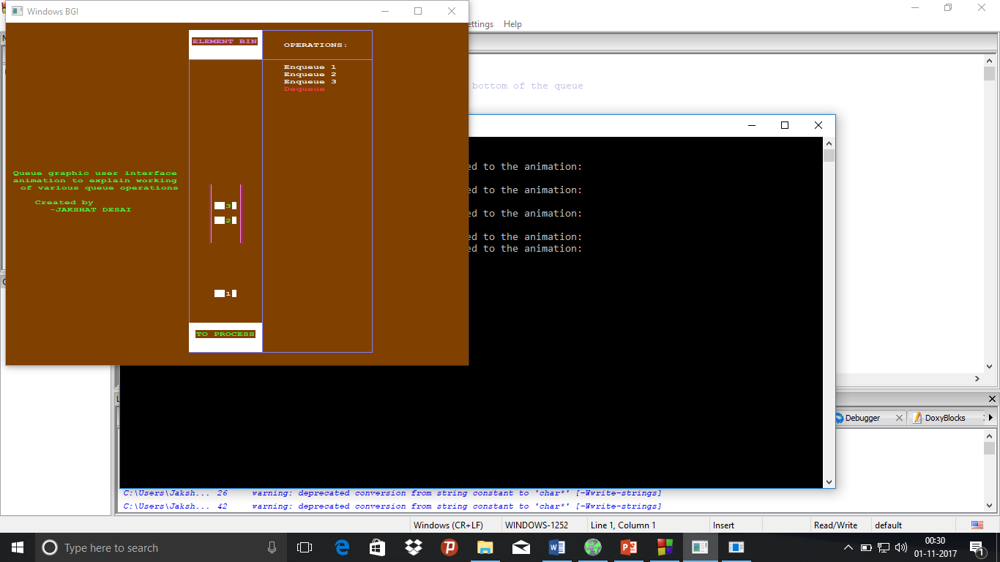 Windows BGI
ettings Help
ELEMENT BIN
OPERATIONS:
Enqueue 1
Enqueue 2
Enqueue 3
Dequeue
bottom of the queue
Queue graphic user interface
animation to explain working
of various queue operations
Created by
-JAKSHAT DESAI
3
2
1
TO PROCESS
ed to the animation:
ed to the animation:
ed to the animation:
ed to the animation:
ed to the animation:
Debugger
DoxyBlocks
C:\Users\Jaksh... 26 warning: deprecated conversion from string constant to 'char*' [-Wwrite-strings]
C:\Users\Jaksh... 42 warning: deprecated conversion from string constant to 'char*' [-Wwrite-strings]
Windows (CR+LF) WINDOWS-1252 Line 1, Column 1 Insert Read/Write default
Type here to search
00:30
01-11-2017
1